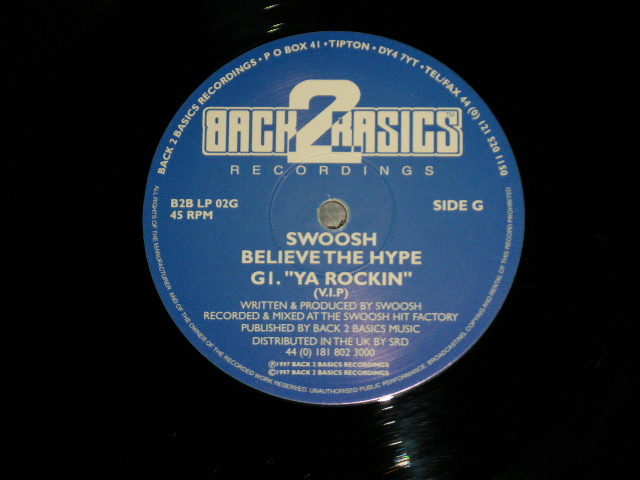 BACK 2 BASICS RECORDINGS • P O BOX 41 • TIPTON • DY4 7YT • TEL/FAX 44 (0) 121 520 1150
BACK 2 BASICS™
RECORDINGS
B2B LP 02G
45 RPM
SIDE G
SWOOSH
BELIEVE THE HYPE
G1. "YA ROCKIN"
(V.I.P)
WRITTEN & PRODUCED BY SWOOSH
RECORDED & MIXED AT THE SWOOSH HIT FACTORY
PUBLISHED BY BACK 2 BASICS MUSIC
DISTRIBUTED IN THE UK BY SRD
44 (0) 181 802 3000
℗1997 BACK 2 BASICS RECORDINGS
©1997 BACK 2 BASICS RECORDINGS
ALL RIGHTS OF THE MANUFACTURER AND OF THE OWNER OF THE RECORDED WORK RESERVED. UNAUTHORISED PUBLIC PERFORMANCE, BROADCASTING, COPYING AND RENTAL OF THIS RECORD PROHIBITED